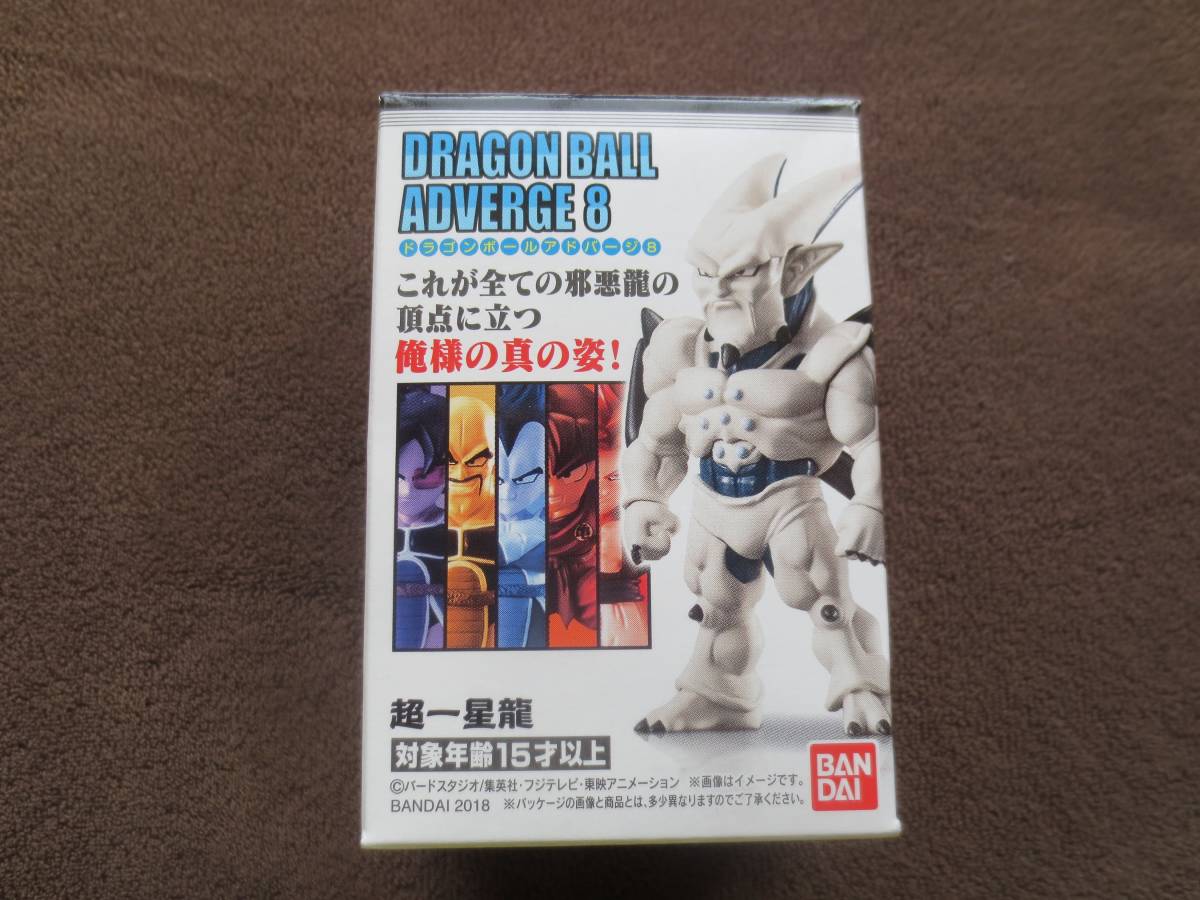 DRAGON BALL
ADVERGE 8
ドラゴンボールアドバージ8
これが全ての邪悪龍の
頂点に立つ
俺様の真の姿!
超一星龍
対象年齢15才以上
©バードスタジオ/集英社・フジテレビ・東映アニメーション ※画像はイメージです。
BANDAI 2018 ※パッケージの画像と商品とは、多少異なりますのでご了承ください。
BAN
DAI